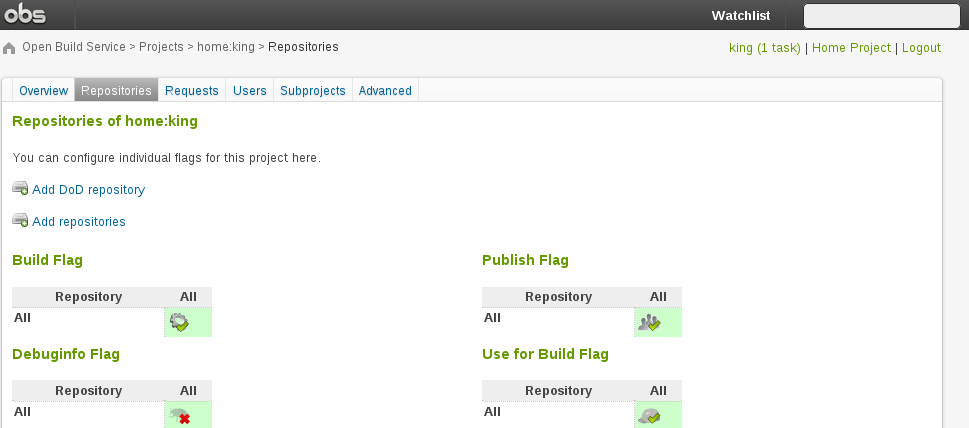 obs
Watchlist
Open Build Service > Projects > home:king > Repositories
king (1 task) | Home Project | Logout
Overview Repositories Requests Users Subprojects Advanced
Repositories of home:king
You can configure individual flags for this project here.
Add DoD repository
Add repositories
Build Flag
Repository All
All
Publish Flag
Repository All
All
Debuginfo Flag
Repository All
All
Use for Build Flag
Repository All
All